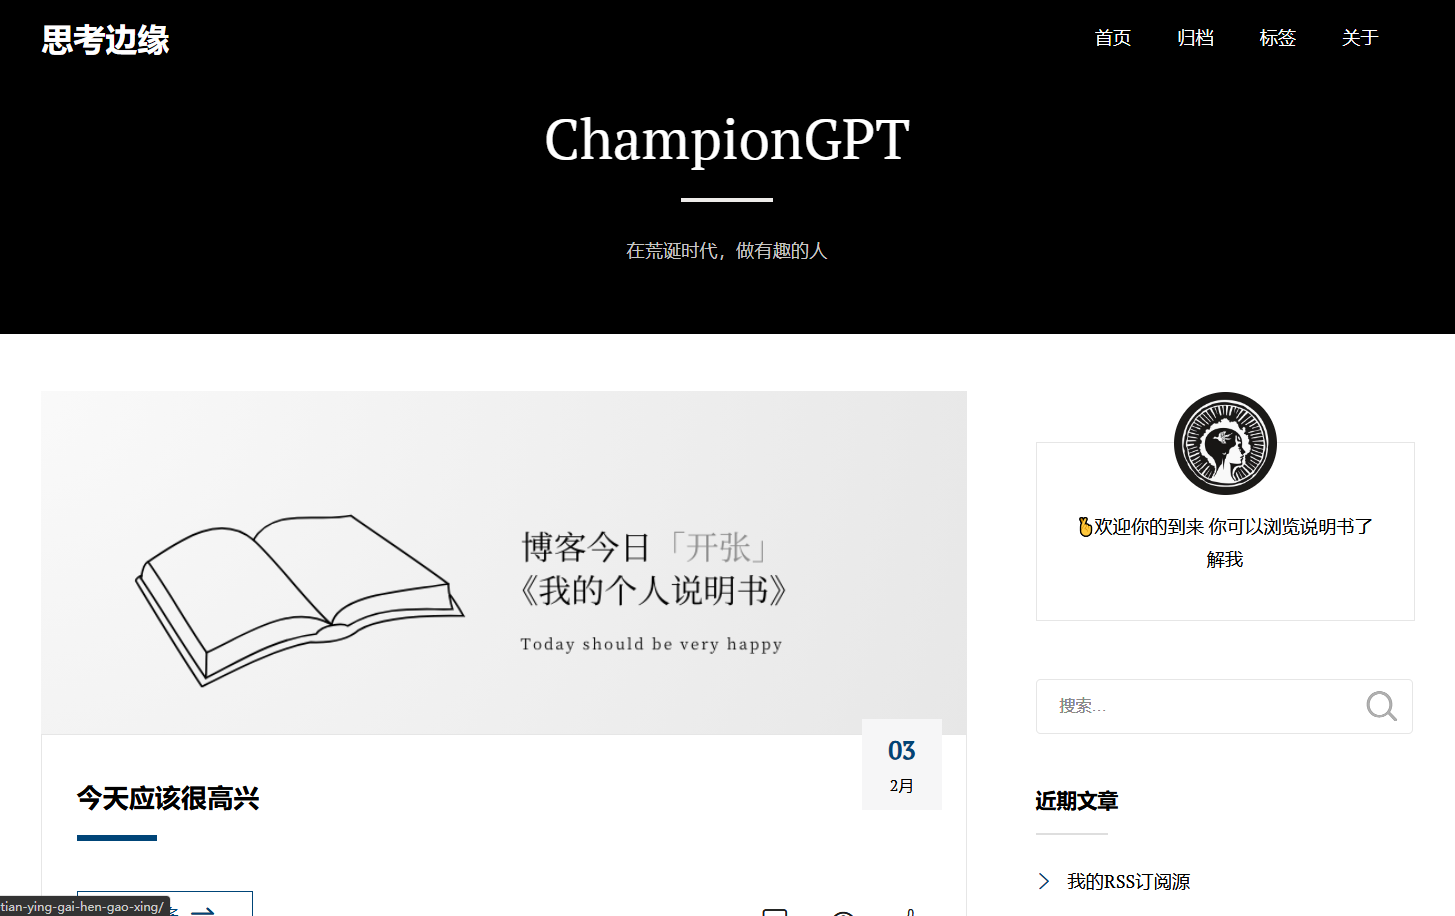 思考边缘
首页
归档
标签
关于
ChampionGPT
在荒诞时代，做有趣的人
博客今日「开张」
《我的个人说明书》
Today should be very happy
03
2月
今天应该很高兴
🫰欢迎你的到来 你可以浏览说明书了
解我
搜索...
近期文章
我的RSS订阅源
tian-ying-gai-hen-gao-xing/